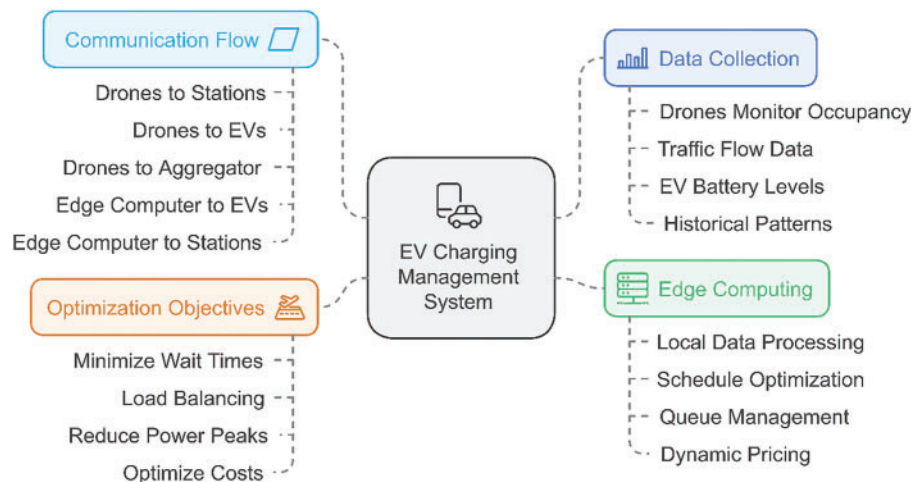 Communication Flow
Drones to Stations
Drones to EVs
Drones to Aggregator
Edge Computer to EVs
Edge Computer to Stations
Optimization Objectives
Minimize Wait Times
Load Balancing
Reduce Power Peaks
Optimize Costs
EV Charging
Management
System
Data Collection
Drones Monitor Occupancy
Traffic Flow Data
EV Battery Levels
Historical Patterns
Edge Computing
Local Data Processing
Schedule Optimization
Queue Management
Dynamic Pricing